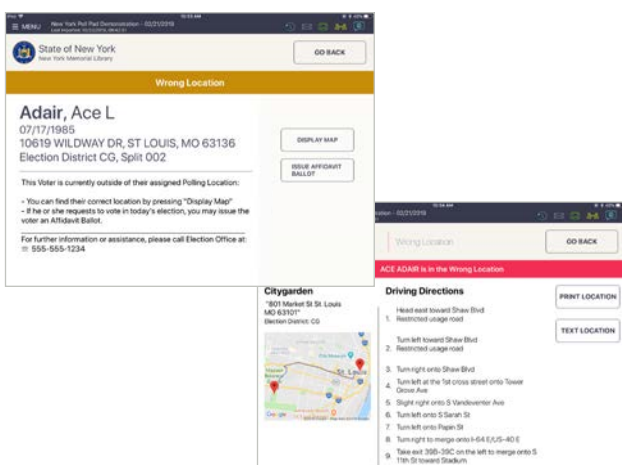 10:55 AM
MENU
New York Poll Pad Demonstration - 02/21/2019
State of New York
New York Memorial Library
GO BACK
Wrong Location
Adair, Ace L
07/17/1985
10619 WILDWAY DR, ST LOUIS, MO 63136
Election District CG, Split 002
DISPLAY MAP
ISSUE AFFIDAVIT
BALLOT
This Voter is currently outside of their assigned Polling Location:
- You can find their correct location by pressing "Display Map"
- If he or she requests to vote in today's election, you may issue the
voter an Affidavit Ballot.
For further information or assistance, please call Election Office at:
555-555-1234
ration - 02/21/2019
Wrong Location
GO BACK
ACE ADAIR is in the Wrong Location
Citygarden
"801 Market St St. Louis
MO 63101"
Election District: CG
St. Louis
Google
Driving Directions
Head east toward Shaw Blvd
1. Restricted usage road
Turn left toward Shaw Blvd
2. Restricted usage road
3. Turn right onto Shaw Blvd
Turn left at the 1st cross street onto Tower
4. Grove Ave
5. Slight right onto S Vandeventer Ave
6. Turn left onto S Sarah St
7. Turn left onto Papin St
8. Turn right to merge onto I-64 E/US-40 E
Take exit 39B-39C on the left to merge onto S
9. 11th St toward Stadium
PRINT LOCATION
TEXT LOCATION